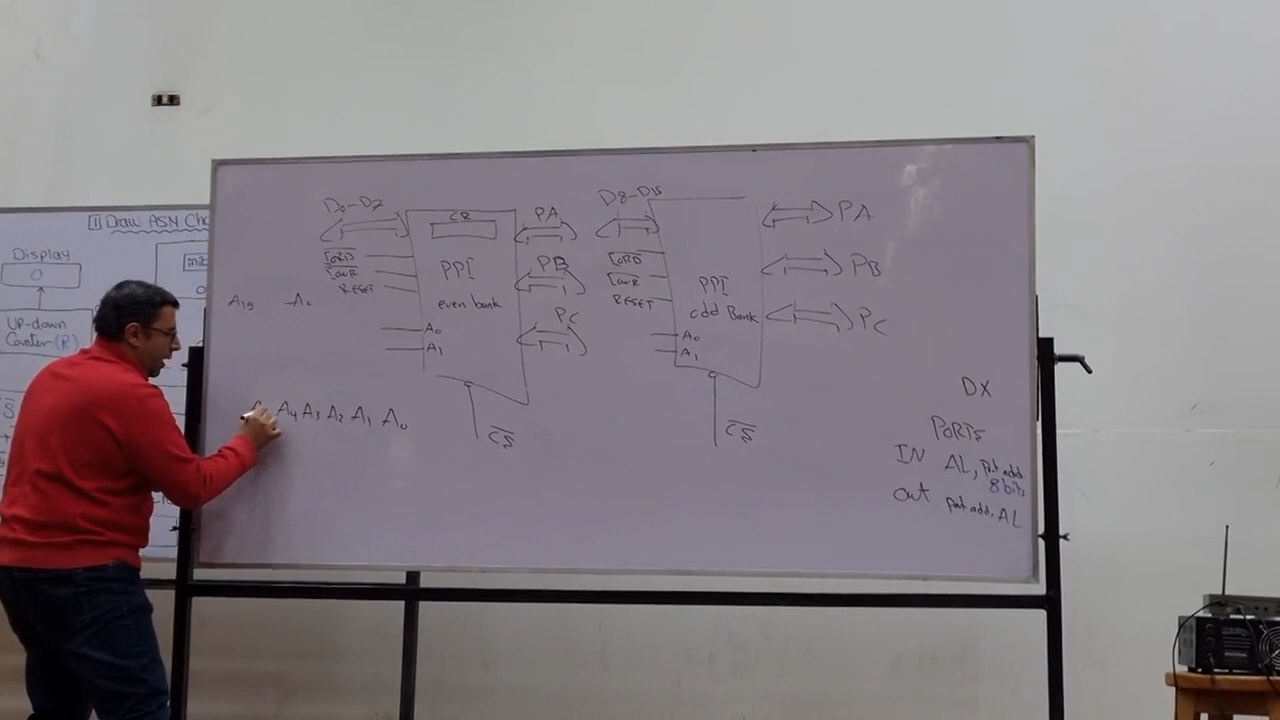 1 Draw ASM
Display
0
UP-down
Counter (R)
D0-D7
CR
PA
IORD
IOWR
RESET
PPI
even bank
PB
PC
A0
A1
CS
D8-D15
IORD
IOWR
RESET
PPI
odd Bank
A0
A1
CS
PA
PB
PC
A19 A0
A4 A3 A2 A1 A0
DX
PORTS
IN AL, Port add.
8 bits
out port add, AL